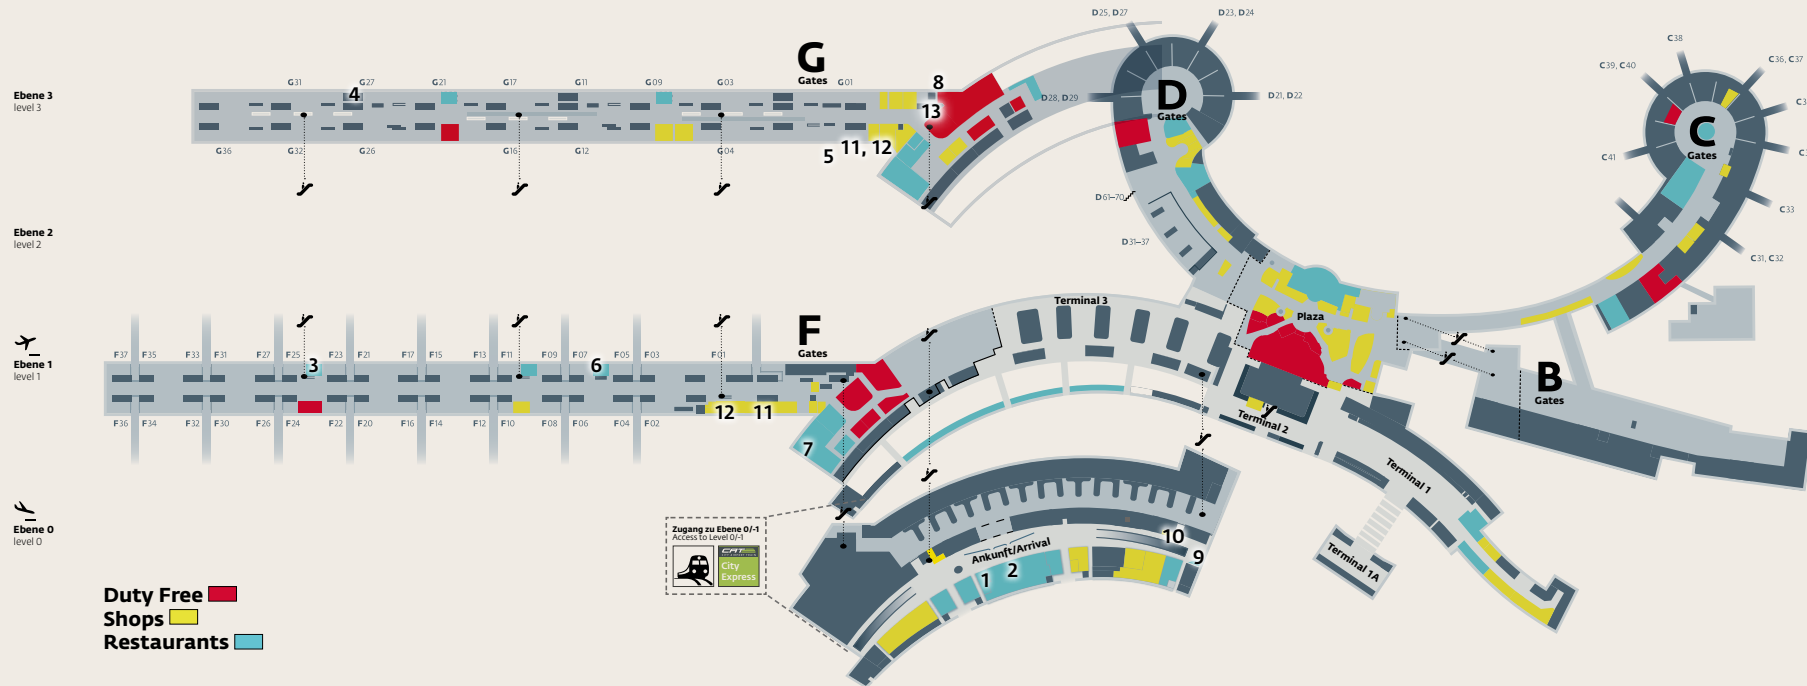 D25, D27
D23, D24
C38
G
Gates
C36, C37
C39, C40
8
Ebene 3
level 3
G31
G27
G21
G17
G11
G09
G03
G01
4
D28, D29
D
Gates
D21, D22
13
C
Gates
G36
G32
G26
G16
G12
G04
5
11, 12
C41
D61–70
C33
Ebene 2
level 2
D31–37
C31, C32
Terminal 3
Plaza
F
Gates
Ebene 1
level 1
F37
F35
F33
F31
F27
F25
F23
F21
F17
F15
F13
F11
F09
F07
F05
F03
F01
3
6
B
Gates
12
11
F36
F34
F32
F30
F26
F24
F22
F20
F16
F14
F12
F10
F08
F06
F04
F02
7
Terminal 2
Terminal 1
Ebene 0
level 0
Zugang zu Ebene 0/-1
Access to Level 0/-1
CAT
City
Express
Ankunft/Arrival
10
9
1
2
Terminal 1A
Duty Free
Shops
Restaurants